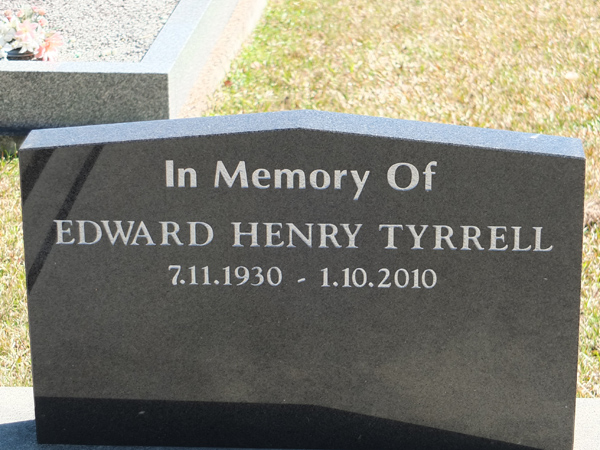 In Memory Of
EDWARD HENRY TYRRELL
7.11.1930 - 1.10.2010